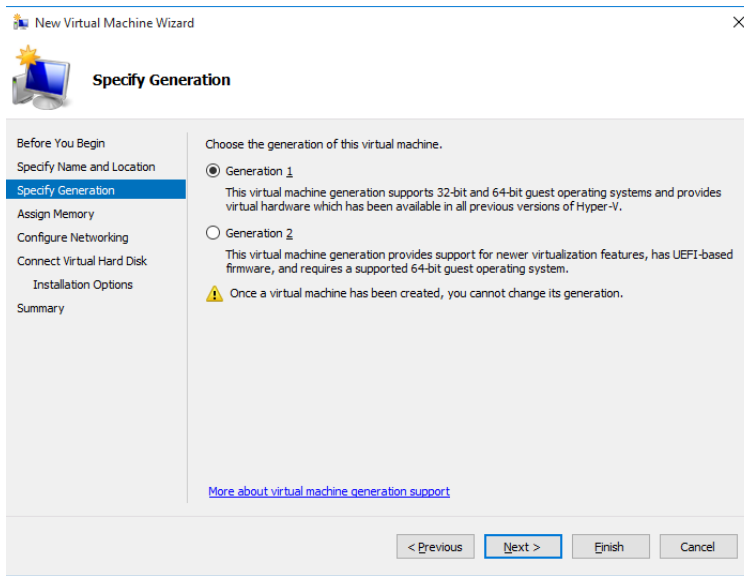 New Virtual Machine Wizard
Specify Generation
Before You Begin
Specify Name and Location
Specify Generation
Assign Memory
Configure Networking
Connect Virtual Hard Disk
Installation Options
Summary
Choose the generation of this virtual machine.
Generation 1
This virtual machine generation supports 32-bit and 64-bit guest operating systems and provides
virtual hardware which has been available in all previous versions of Hyper-V.
Generation 2
This virtual machine generation provides support for newer virtualization features, has UEFI-based
firmware, and requires a supported 64-bit guest operating system.
Once a virtual machine has been created, you cannot change its generation.
More about virtual machine generation support
< Previous
Next >
Finish
Cancel